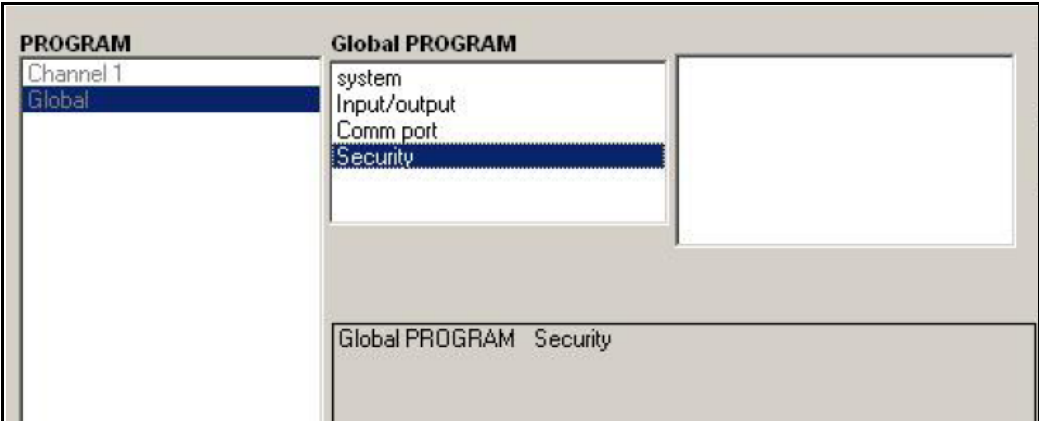 PROGRAM
Channel 1
Global
Global PROGRAM
system
Input/output
Comm port
Security
Global PROGRAM Security